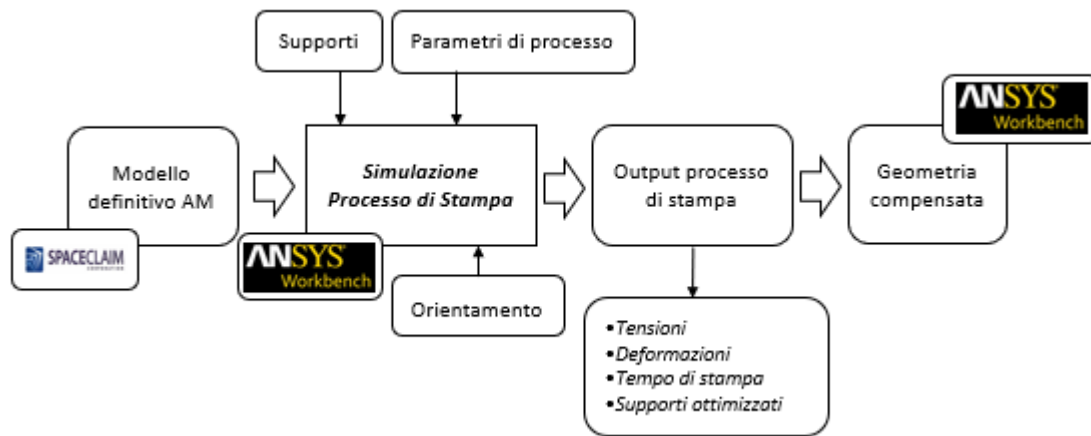 Supporti
Parametri di processo
ANSYS®
Workbench
Modello
definitivo AM
Simulazione
Processo di Stampa
Output processo
di stampa
Geometria
compensata
SPACECLAIM
CORPORATION
ANSYS®
Workbench
Orientamento
•Tensioni
•Deformazioni
•Tempo di stampa
•Supporti ottimizzati